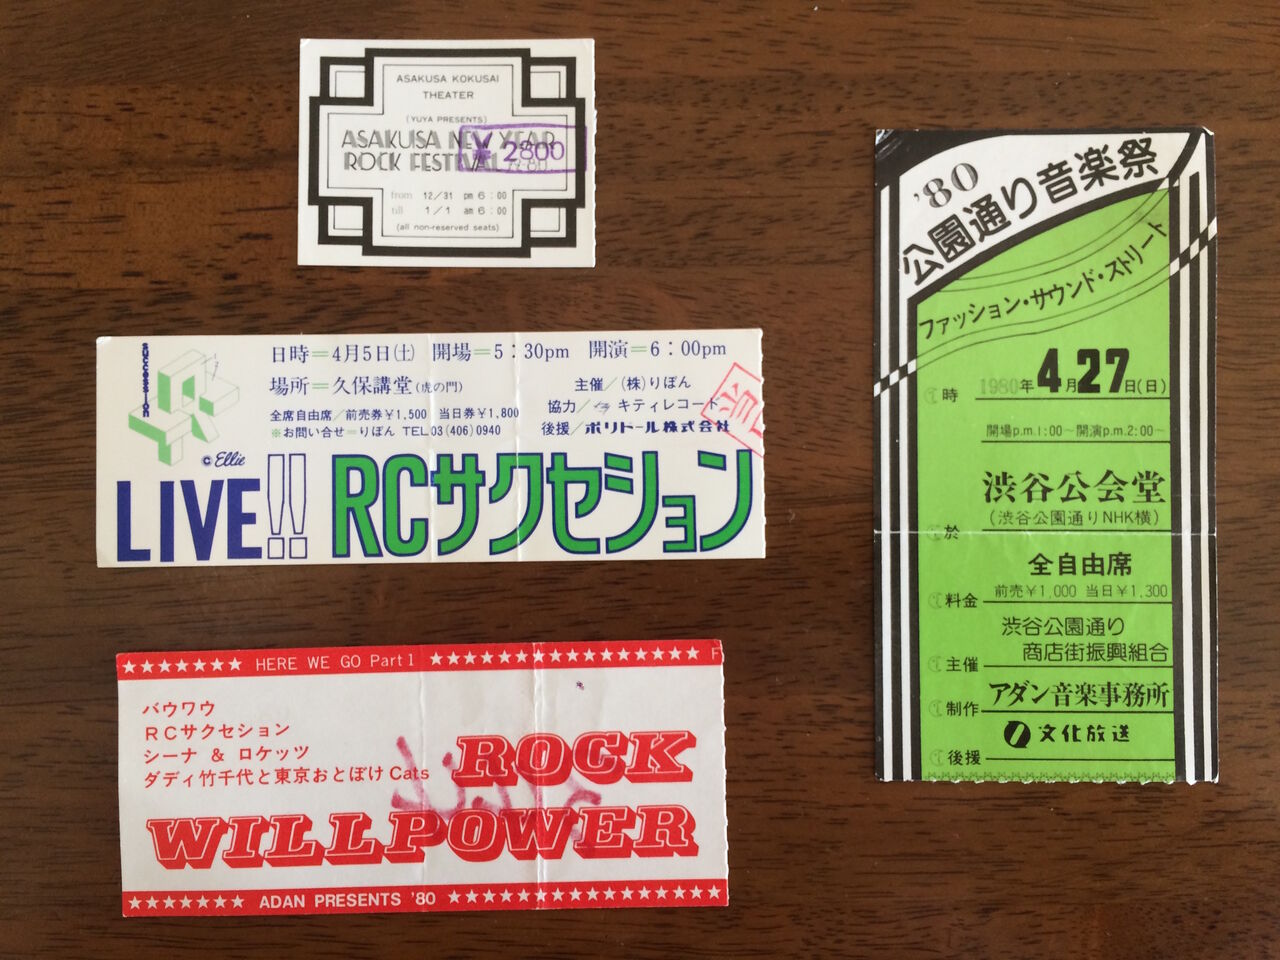 ASAKUSA KOKUSAI
THEATER
(YUYA PRESENTS)
ASAKUSA NEW YEAR
ROCK FESTIVAL
¥2800
from 12/31 pm 6:00
till 1/1 am 6:00
(all non-reserved seats)
succession
© Ellie
日時=4月5日(土) 開場=5:30pm 開演=6:00pm
場所=久保講堂(虎の門)
全席自由席/前売券¥1,500 当日券¥1,800
※お問い合せ=りぼん TEL03(406)0940
主催/(株)りぼん
協力/キティレコード
後援/ポリドール株式会社
当
LIVE!! RCサクセション
HERE WE GO Part 1
バウワウ
RCサクセション
シーナ & ロケッツ
ダディ竹千代と東京おとぼけCats
ROCK
WILLPOWER
ADAN PRESENTS '80
'80
公園通り音楽祭
ファッション・サウンド・ストリート
時 1980年4月27日(日)
開場p.m.1:00〜開演p.m.2:00〜
渋谷公会堂
(渋谷公園通りNHK横)
於
全自由席
前売¥1,000 当日¥1,300
料金
渋谷公園通り
商店街振興組合
主催
アダン音楽事務所
制作
文化放送
後援